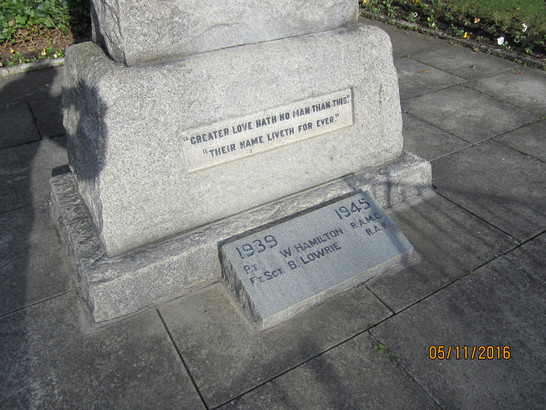 "GREATER LOVE HATH NO MAN THAN THIS."
"THEIR NAME LIVETH FOR EVER."
1939 1945
PT. W HAMILTON R.A.M.C.
FT. SGT. B. LOWRIE R.A.F.
05/11/2016